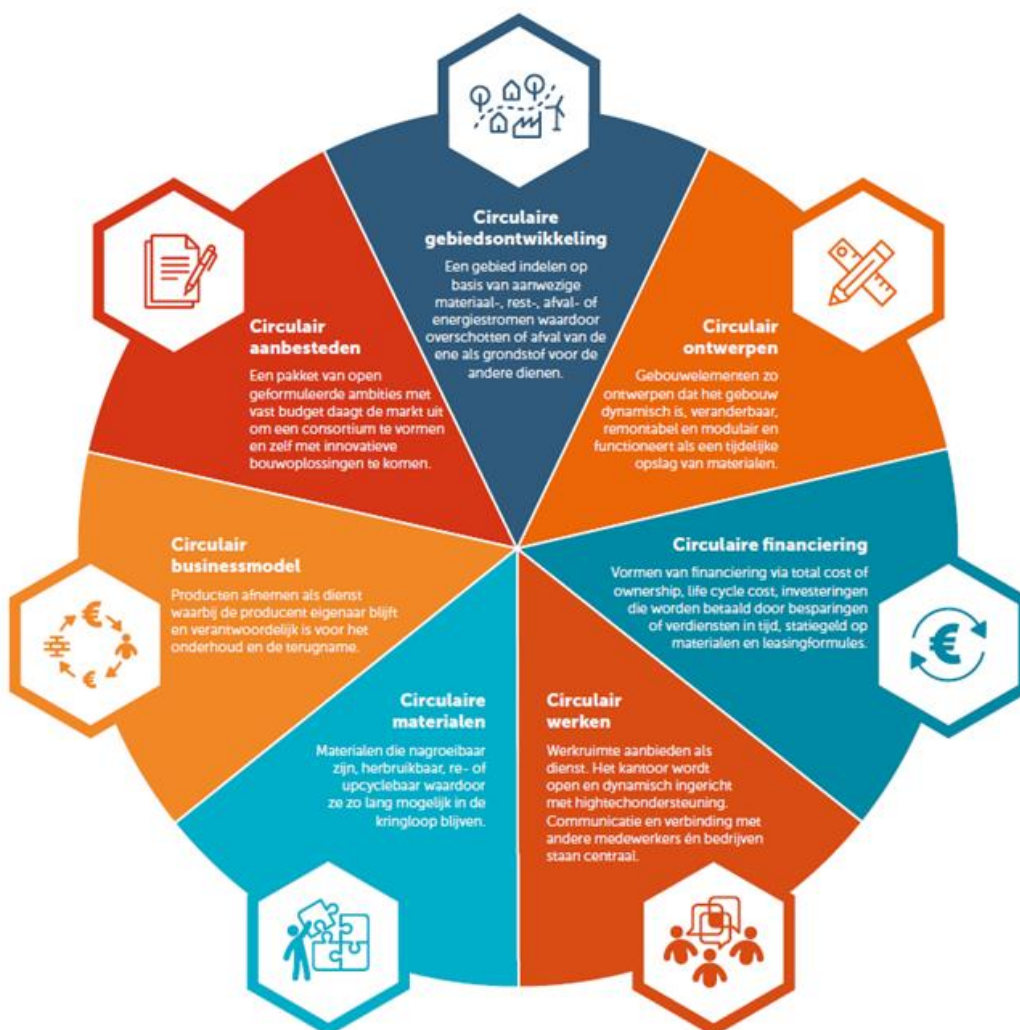 Circulaire
gebiedsontwikkeling
Een gebied indelen op
basis van aanwezige
materiaal-, rest-, afval- of
energiestromen waardoor
overschotten of afval van de
ene als grondstof voor de
andere dienen.
Circulair
ontwerpen
Gebouwelementen zo
ontwerpen dat het gebouw
dynamisch is, veranderbaar,
remontabel en modulair en
functioneert als een tijdelijke
opslag van materialen.
Circulaire financiering
Vormen van financiering via total cost of
ownership, life cycle cost, investeringen
die worden betaald door besparingen
of verdiensten in tijd, statiegeld op
materialen en leasingformules.
€
Circulair
werken
Werkruimte aanbieden als
dienst. Het kantoor wordt
open en dynamisch ingericht
met hightechondersteuning.
Communicatie en verbinding met
andere medewerkers én bedrijven
staan centraal.
Circulaire
materialen
Materialen die nagroeibaar
zijn, herbruikbaar, re- of
upcyclebaar waardoor
ze zo lang mogelijk in de
kringloop blijven.
Circulair
businessmodel
Producten afnemen als dienst
waarbij de producent eigenaar blijft
en verantwoordelijk is voor het
onderhoud en de terugname.
€
€
Circulair
aanbesteden
Een pakket van open
geformuleerde ambities met
vast budget daagt de markt uit
om een consortium te vormen
en zelf met innovatieve
bouwoplossingen te komen.